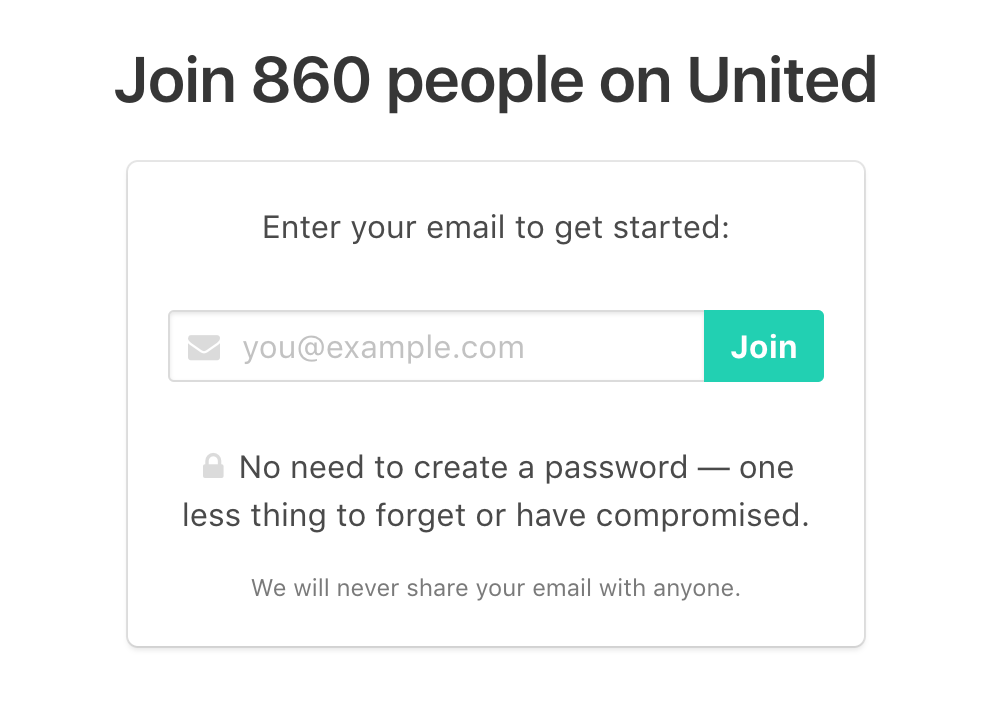 Join 860 people on United
Enter your email to get started:
you@example.com
Join
No need to create a password — one
less thing to forget or have compromised.
We will never share your email with anyone.